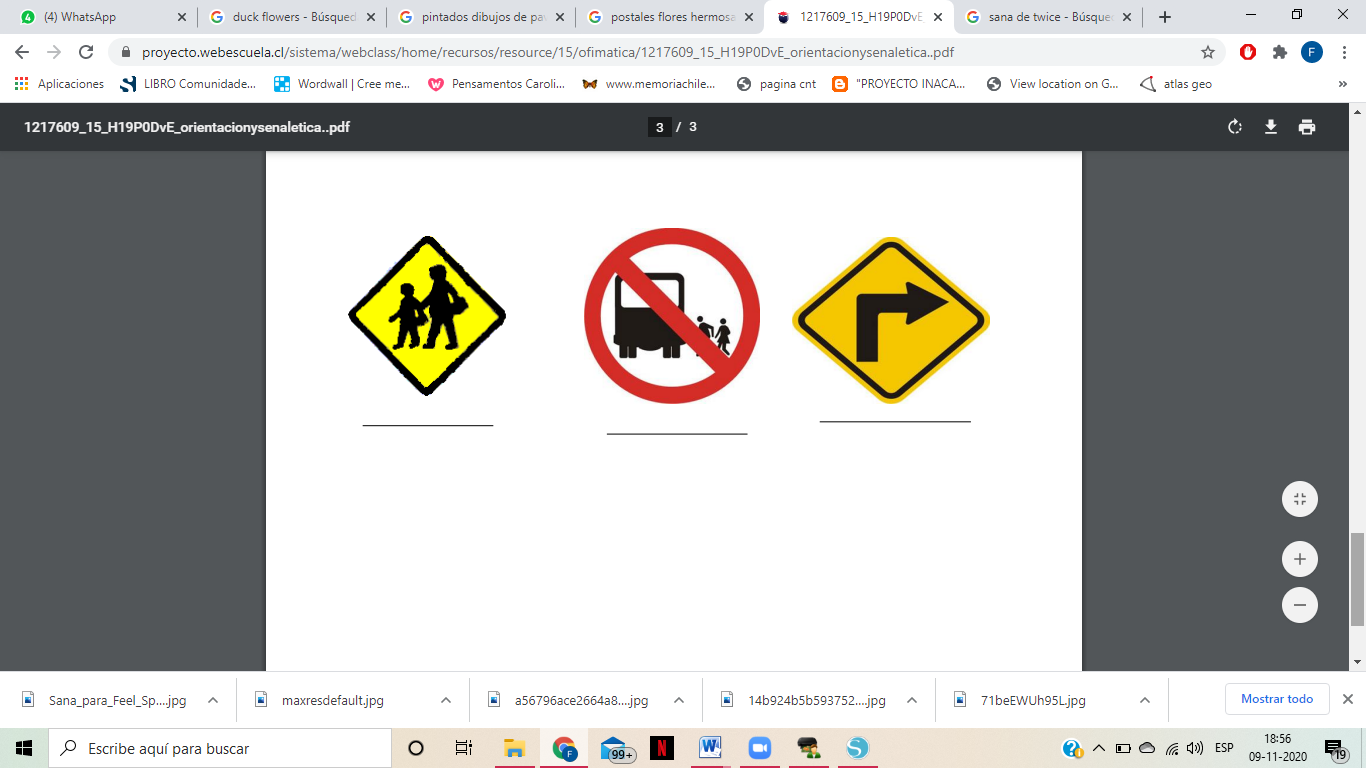 (4) WhatsApp
duck flowers - Búsqued
pintados dibujos de pav
postales flores hermosa
1217609_15_H19P0DvE
sana de twice - Búsqued
proyecto.webescuela.cl/sistema/webclass/home/recursos/resource/15/ofimatica/1217609_15_H19P0DvE_orientacionysenaletica..pdf
F
Aplicaciones
LIBRO Comunidade...
Wordwall | Cree me...
Pensamentos Caroli...
www.memoriachile...
pagina cnt
"PROYECTO INACA...
View location on G...
atlas geo
»
1217609_15_H19P0DvE_orientacionysenaletica..pdf
3 / 3
Sana_para_Feel_Sp....jpg
maxresdefault.jpg
a56796ace2664a8....jpg
14b924b5b593752....jpg
71beEWUh95L.jpg
Mostrar todo
Escribe aquí para buscar
99+
ESP
18:56
09-11-2020
19